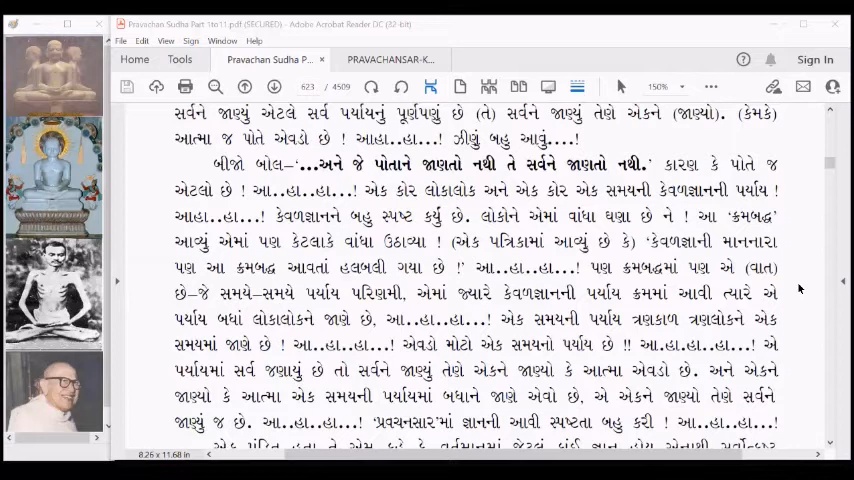 Pravachan Sudha Part 1to11.pdf (SECURED) - Adobe Acrobat Reader DC (32-bit)
File Edit View Sign Window Help
Home Tools Pravachan Sudha P... × PRAVACHANSAR-K... Sign In
623 / 4509 150%
સર્વને જાણ્યું એટલે સર્વ પર્યાયનું પૂર્ણપણું છે (તે) સર્વને જાણ્યું તેણે એકને (જાણ્યો). (કેમકે)
આત્મા જ પોતે એવડો છે ! આહા..હા...! ઝીણું બહુ આવું....!
બીજો બોલ–‘...અને જે પોતાને જાણતો નથી તે સર્વને જાણતો નથી.’ કારણ કે પોતે જ
એટલો છે ! આ..હા..હા...! એક કોર લોકાલોક અને એક કોર એક સમયની કેવળજ્ઞાનની પર્યાય !
આહા..હા...! કેવળજ્ઞાનને બહુ સ્પષ્ટ કર્યું છે. લોકોને એમાં વાંધા ઘણા છે ને ! આ ‘ક્રમબદ્ધ’
આવ્યું એમાં પણ કેટલાકે વાંધા ઉઠાવ્યા ! (એક પત્રિકામાં આવ્યું છે કે) ‘કેવળજ્ઞાની માનનારા
પણ આ ક્રમબદ્ધ આવતાં હલબલી ગયા છે !’ આ..હા..હા...! પણ ક્રમબદ્ધમાં પણ એ (વાત)
છે–જે સમયે–સમયે પર્યાય પરિણમી, એમાં જ્યારે કેવળજ્ઞાનની પર્યાય ક્રમમાં આવી ત્યારે એ
પર્યાય બધાં લોકાલોકને જાણે છે, આ..હા..હા...! એક સમયની પર્યાય ત્રણકાળ ત્રણલોકને એક
સમયમાં જાણે છે ! આ..હા..હા...! એવડો મોટો એક સમયનો પર્યાય છે !! આ.હા..હા..હા...! એ
પર્યાયમાં સર્વ જણાયું છે તો સર્વને જાણ્યું તેણે એકને જાણ્યો કે આત્મા એવડો છે. અને એકને
જાણ્યો કે આત્મા એક સમયની પર્યાયમાં બધાને જાણે એવો છે, એ એકને જાણ્યો તેણે સર્વને
જાણ્યું જ છે. આ..હા..હા...! ‘પ્રવચનસાર’માં જ્ઞાનની આવી સ્પષ્ટતા બહુ કરી ! આ..હા..હા...!
8.26 x 11.68 in